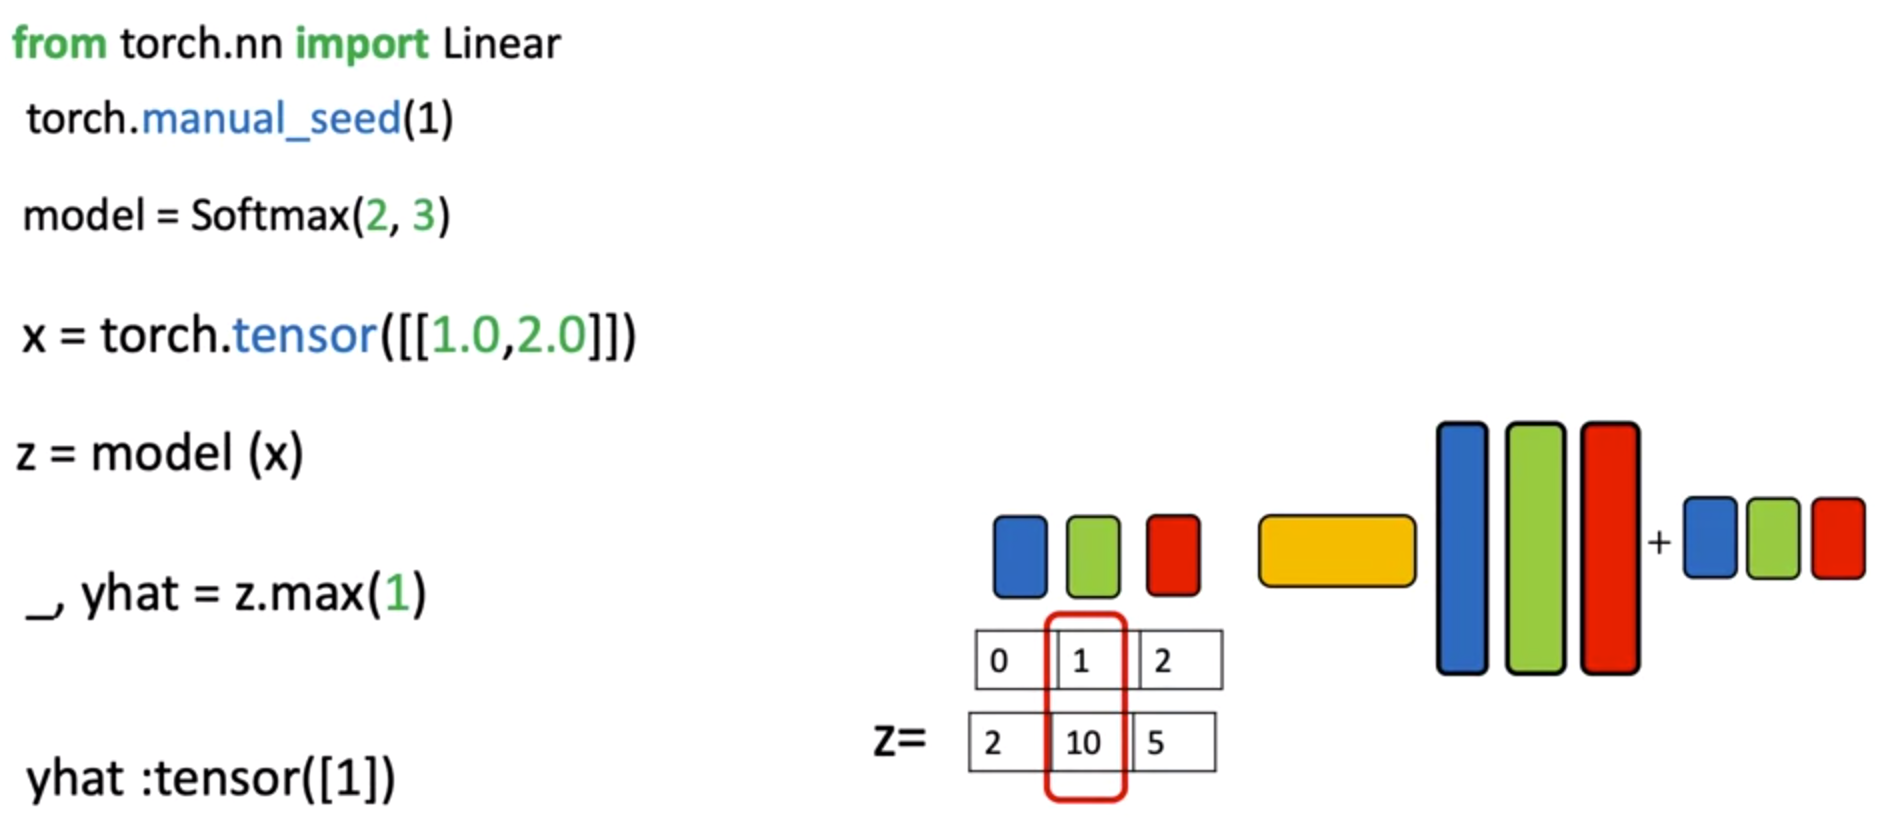 from torch.nn import Linear
torch.manual_seed(1)
model = Softmax(2, 3)
x = torch.tensor([[1.0,2.0]])
z = model (x)
_, yhat = z.max(1)
yhat :tensor([1])
+
0 1 2
z= 2 10 5